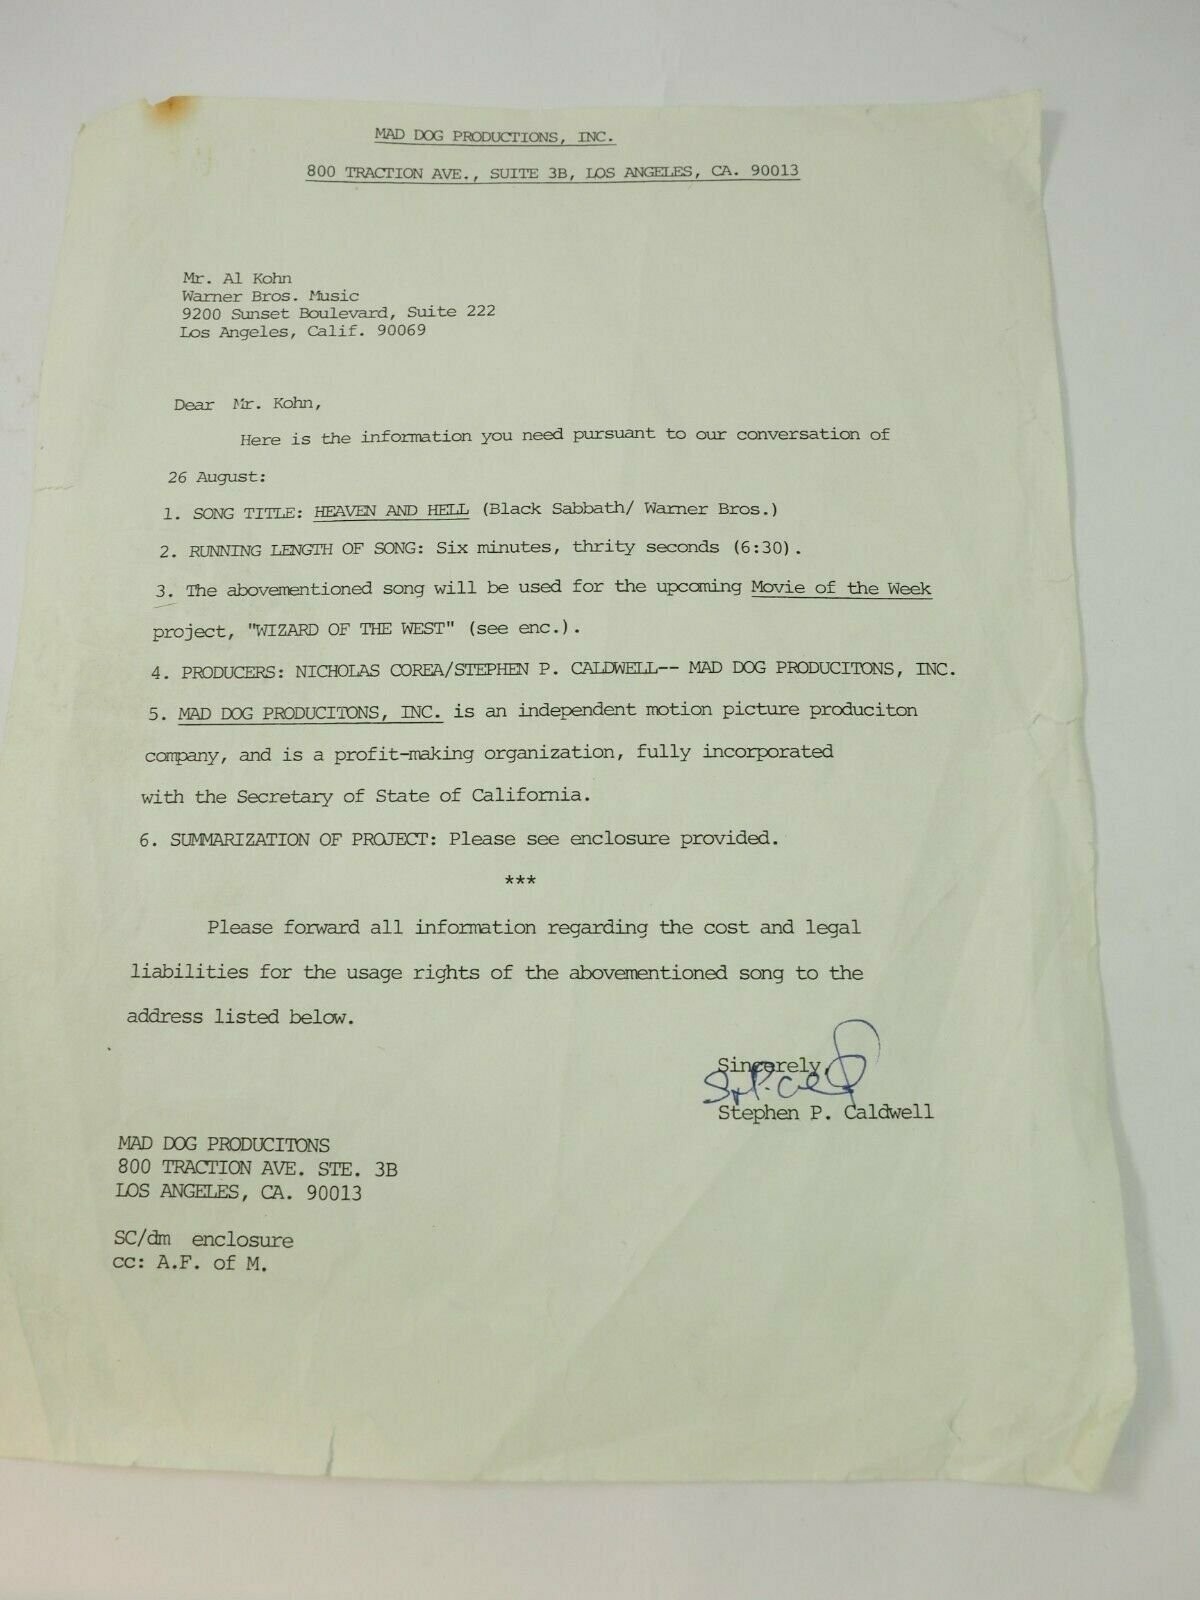 MAD DOG PRODUCTIONS, INC.
800 TRACTION AVE., SUITE 3B, LOS ANGELES, CA. 90013
Mr. Al Kohn
Warner Bros. Music
9200 Sunset Boulevard, Suite 222
Los Angeles, Calif. 90069
Dear Mr. Kohn,
Here is the information you need pursuant to our conversation of
26 August:
1. SONG TITLE: HEAVEN AND HELL (Black Sabbath/ Warner Bros.)
2. RUNNING LENGTH OF SONG: Six minutes, thrity seconds (6:30).
3. The abovementioned song will be used for the upcoming Movie of the Week
project, "WIZARD OF THE WEST" (see enc.).
4. PRODUCERS: NICHOLAS COREA/STEPHEN P. CALDWELL-- MAD DOG PRODUCITONS, INC.
5. MAD DOG PRODUCITONS, INC. is an independent motion picture produciton
company, and is a profit-making organization, fully incorporated
with the Secretary of State of California.
6. SUMMARIZATION OF PROJECT: Please see enclosure provided.
***
Please forward all information regarding the cost and legal
liabilities for the usage rights of the abovementioned song to the
address listed below.
Sincerely,
Stephen P. Caldwell
MAD DOG PRODUCITONS
800 TRACTION AVE. STE. 3B
LOS ANGELES, CA. 90013
SC/dm enclosure
cc: A.F. of M.